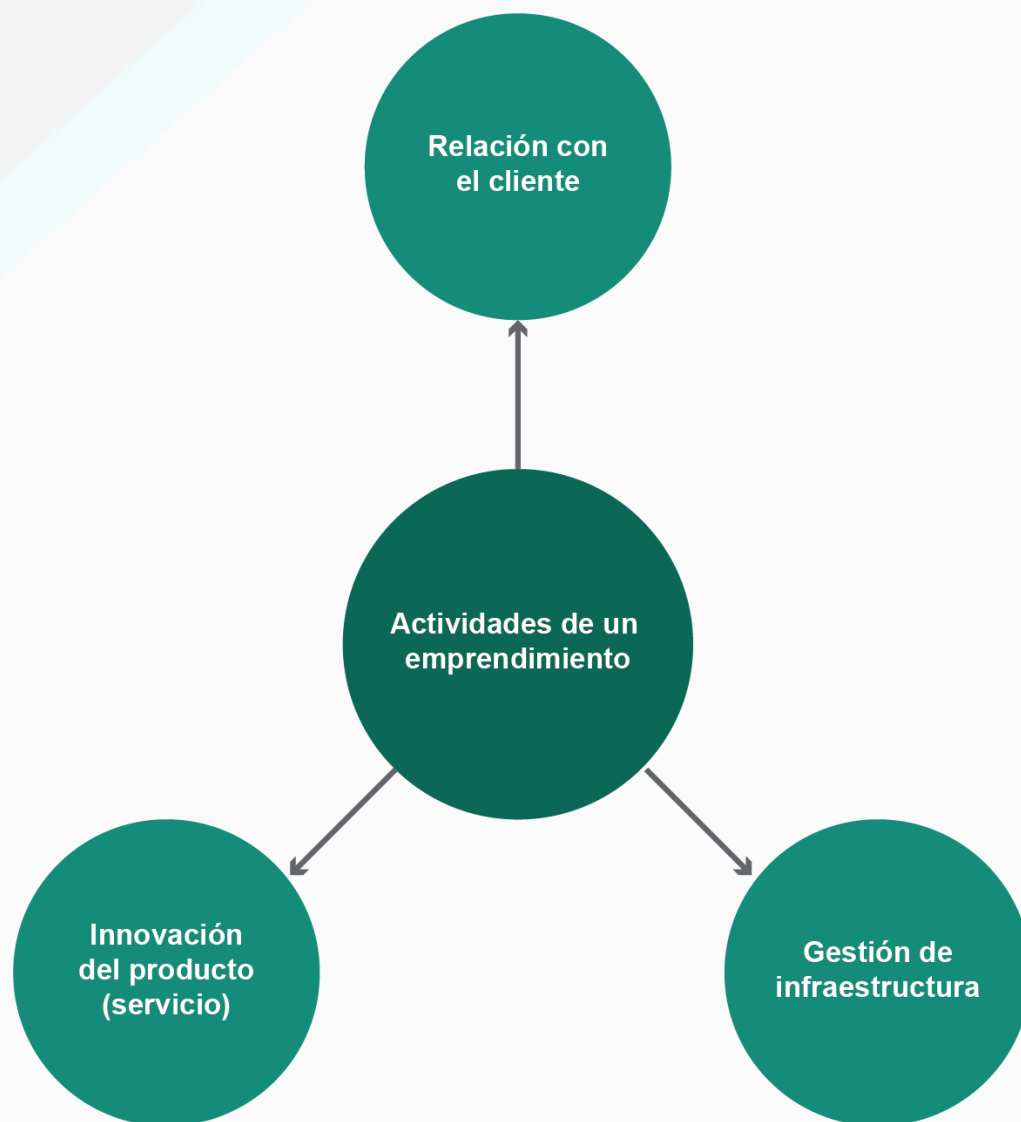 Relación con
el cliente
Actividades de un
emprendimiento
Innovación
del producto
(servicio)
Gestión de
infraestructura